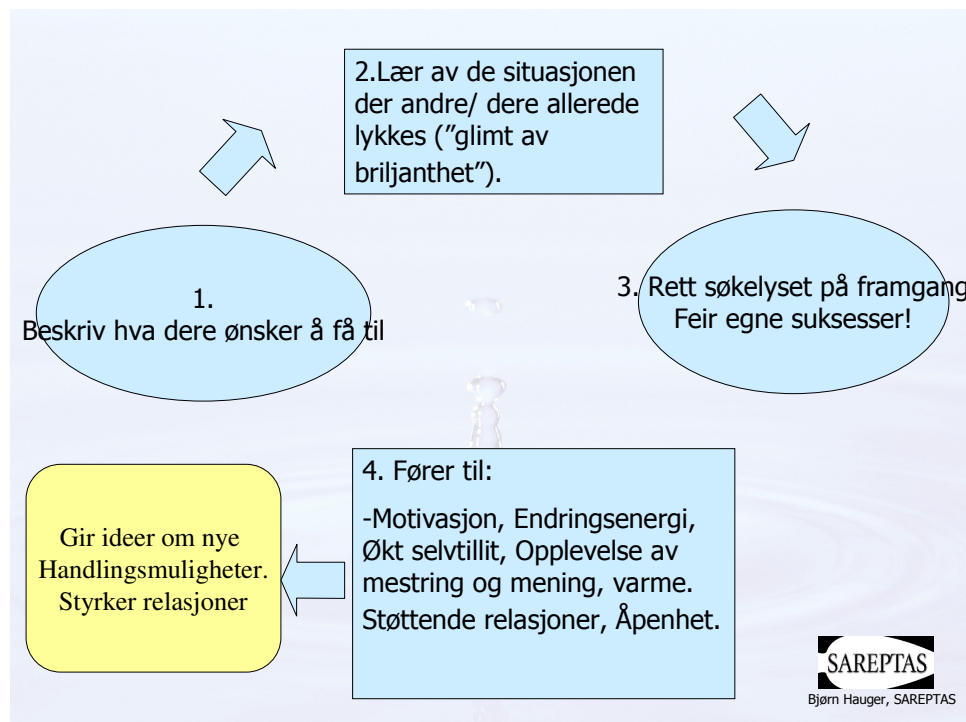 1.
Beskriv hva dere ønsker å få til
2.Lær av de situasjonen
der andre/ dere allerede
lykkes (”glimt av
briljanthet”).
3. Rett søkelyset på framgang
Feir egne suksesser!
4. Fører til:
-Motivasjon, Endringsenergi,
Økt selvtillit, Opplevelse av
mestring og mening, varme.
Støttende relasjoner, Åpenhet.
Gir ideer om nye
Handlingsmuligheter.
Styrker relasjoner
SAREPTAS
Bjørn Hauger, SAREPTAS